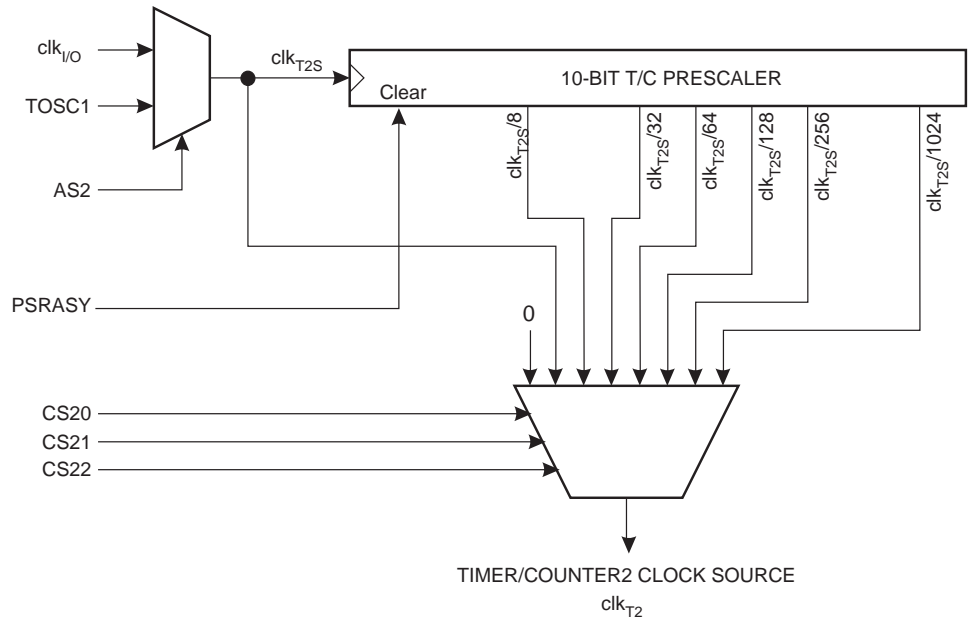 clkI/O
clkT2S
10-BIT T/C PRESCALER
TOSC1
Clear
clkT2S/8
clkT2S/32
clkT2S/64
clkT2S/128
clkT2S/256
clkT2S/1024
AS2
PSRASY
0
CS20
CS21
CS22
TIMER/COUNTER2 CLOCK SOURCE
clkT2